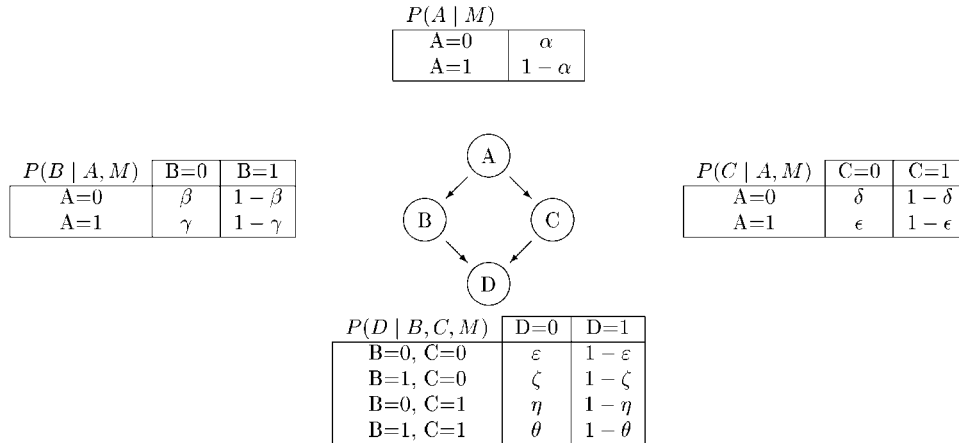 P(A | M)
A=0 α
A=1 1 − α
A
P(B | A, M) B=0 B=1
A=0 β 1 − β
A=1 γ 1 − γ
B
C
P(C | A, M) C=0 C=1
A=0 δ 1 − δ
A=1 ϵ 1 − ϵ
D
P(D | B, C, M) D=0 D=1
B=0, C=0 ε 1 − ε
B=1, C=0 ζ 1 − ζ
B=0, C=1 η 1 − η
B=1, C=1 θ 1 − θ